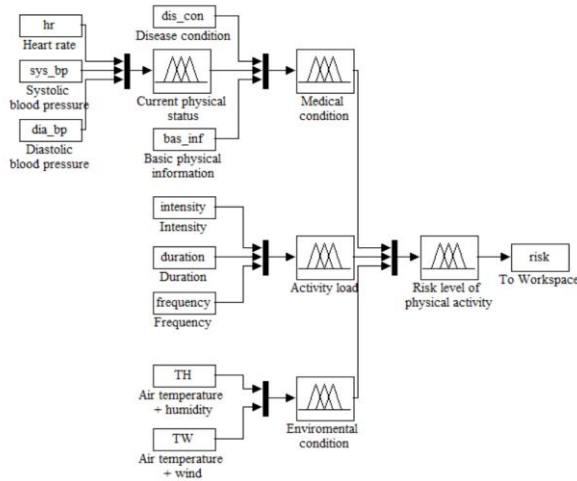 hr
Heart rate
sys_bp
Systolic
blood pressure
dia_bp
Diastolic
blood pressure
dis_con
Disease condition
Current physical
status
bas_inf
Basic physical
information
Medical
condition
intensity
Intensity
duration
Duration
frequency
Frequency
Activity load
Risk level of
physical activity
risk
To Workspace
TH
Air temperature
+ humidity
TW
Air temperature
+ wind
Enviromental
condition